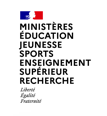 MINISTÈRES
ÉDUCATION
JEUNESSE
SPORTS
ENSEIGNEMENT
SUPÉRIEUR
RECHERCHE
Liberté
Égalité
Fraternité